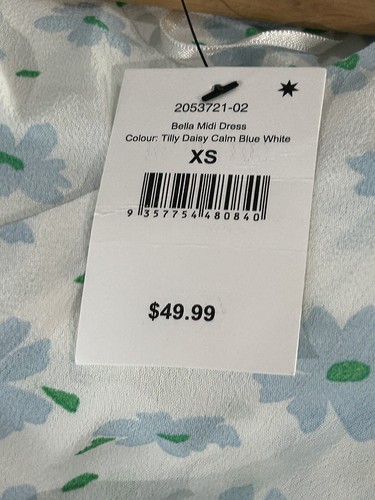 2053721-02
Bella Midi Dress
Colour: Tilly Daisy Calm Blue White
XS
9 357754 480840
$49.99